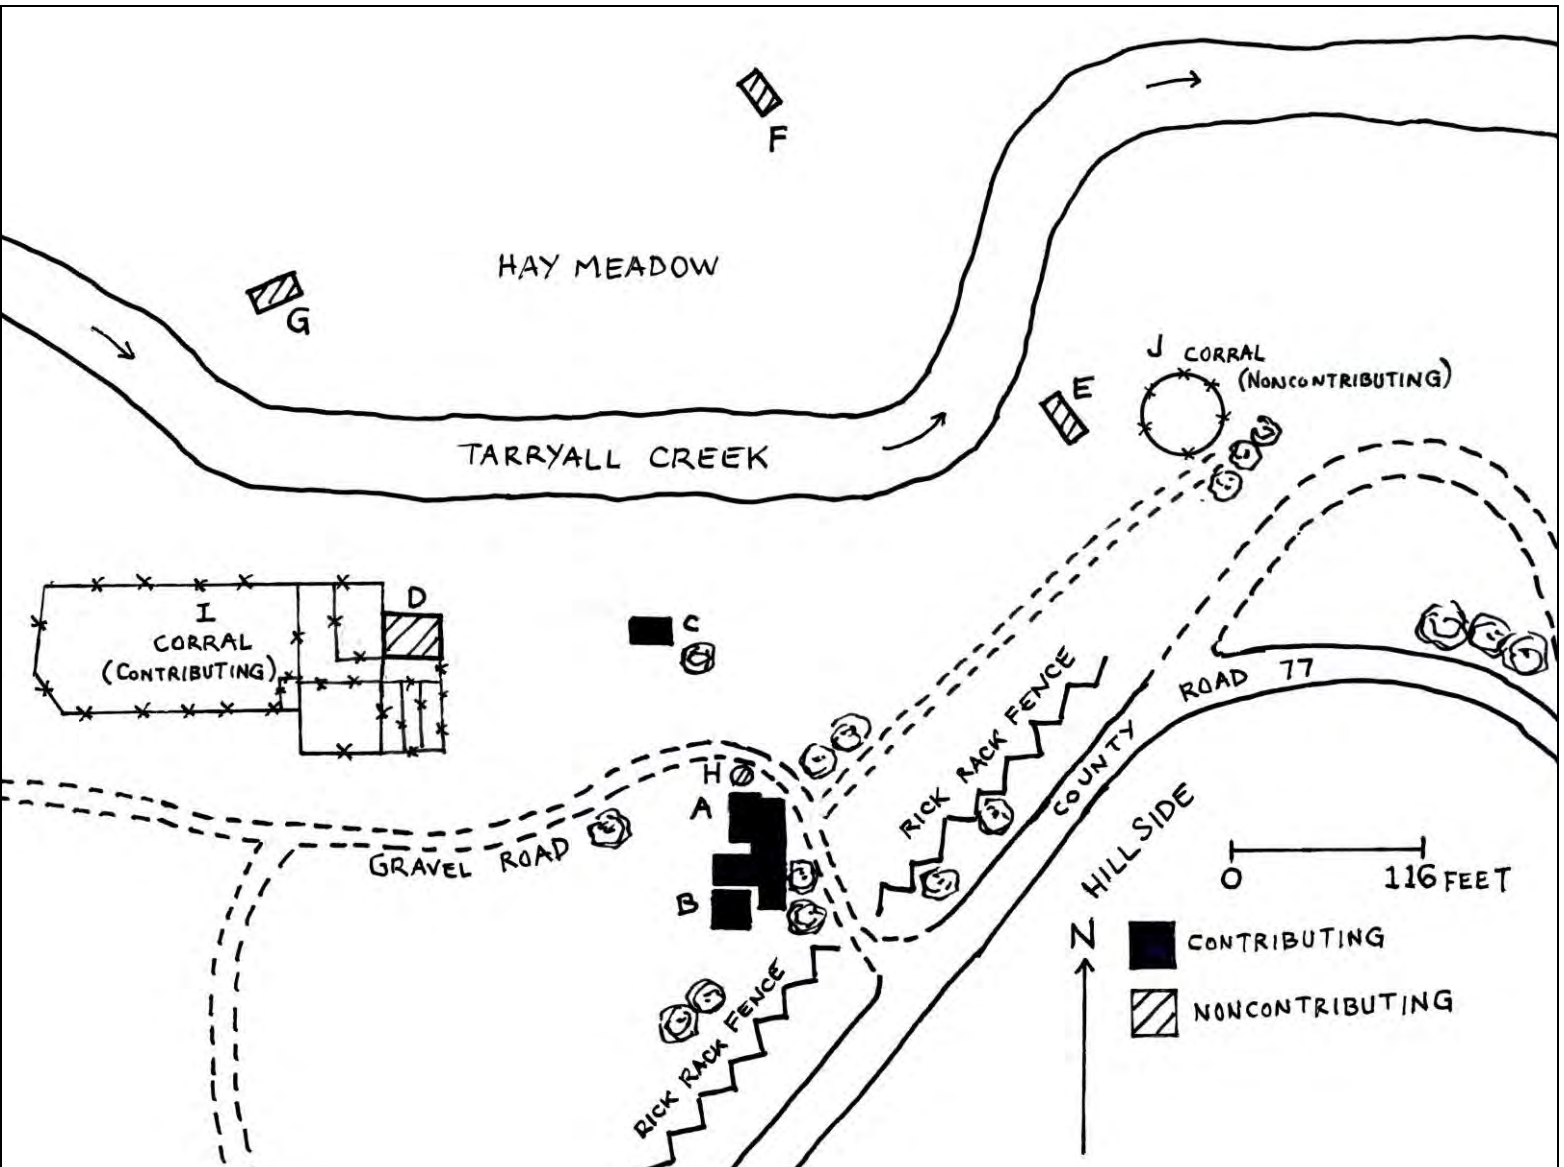 F
HAY MEADOW
G
J CORRAL
(NONCONTRIBUTING)
E
TARRYALL CREEK
D
I
CORRAL
(CONTRIBUTING)
C
ROAD 77
RICK RACK FENCE
COUNTY
H
A
HILLSIDE
GRAVEL ROAD
0 116 FEET
B
N
CONTRIBUTING
NONCONTRIBUTING
RICK RACK FENCE